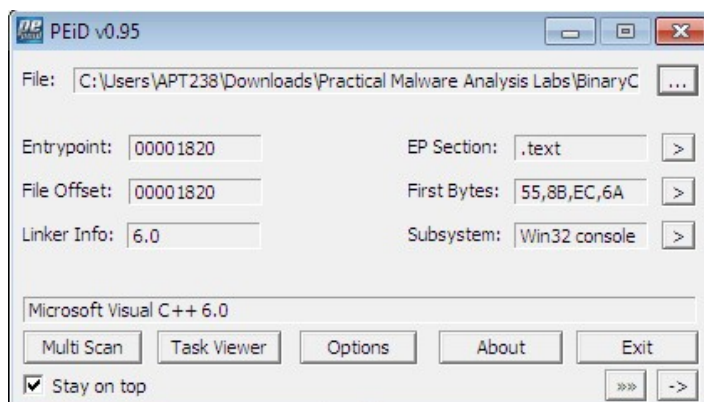 PEiD v0.95
File: C:\Users\APT238\Downloads\Practical Malware Analysis Labs\BinaryC ...
Entrypoint: 00001820 EP Section: .text >
File Offset: 00001820 First Bytes: 55,8B,EC,6A >
Linker Info: 6.0 Subsystem: Win32 console >
Microsoft Visual C++ 6.0
Multi Scan Task Viewer Options About Exit
Stay on top »» ->